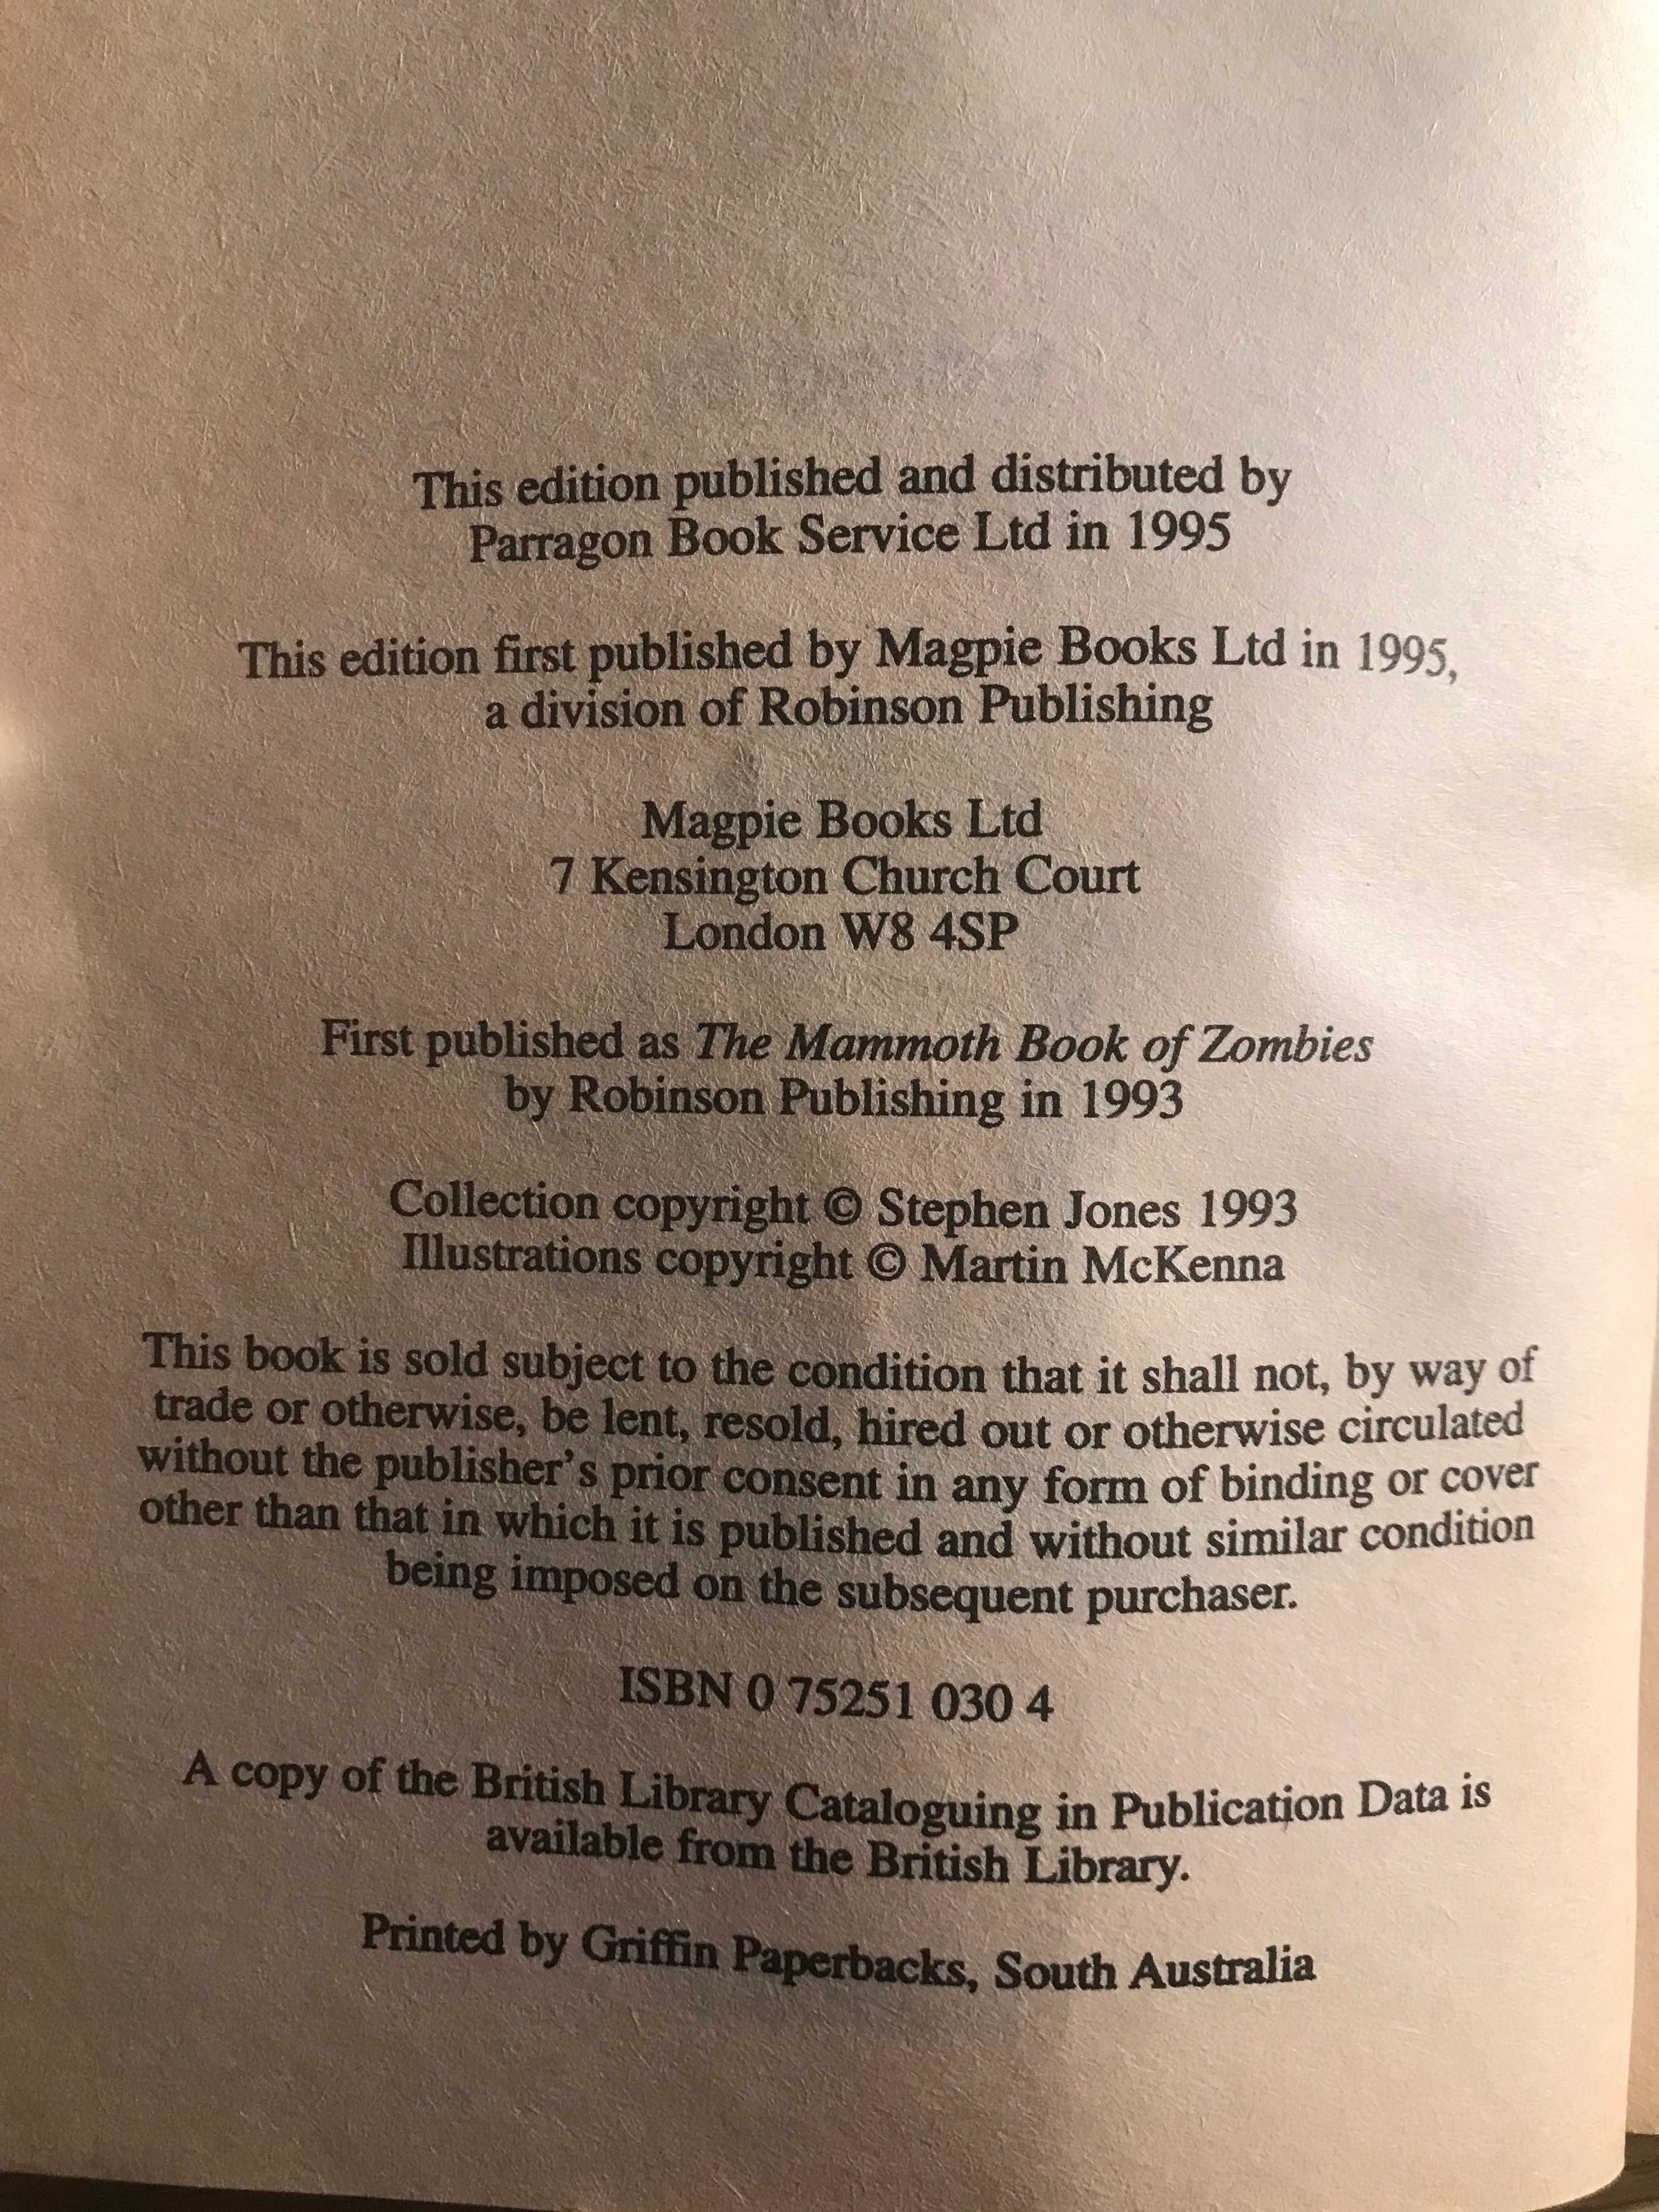 This edition published and distributed by
Parragon Book Service Ltd in 1995
This edition first published by Magpie Books Ltd in 1995,
a division of Robinson Publishing
Magpie Books Ltd
7 Kensington Church Court
London W8 4SP
First published as The Mammoth Book of Zombies
by Robinson Publishing in 1993
Collection copyright © Stephen Jones 1993
Illustrations copyright © Martin McKenna
This book is sold subject to the condition that it shall not, by way of
trade or otherwise, be lent, resold, hired out or otherwise circulated
without the publisher's prior consent in any form of binding or cover
other than that in which it is published and without similar condition
being imposed on the subsequent purchaser.
ISBN 0 75251 030 4
A copy of the British Library Cataloguing in Publication Data is
available from the British Library.
Printed by Griffin Paperbacks, South Australia